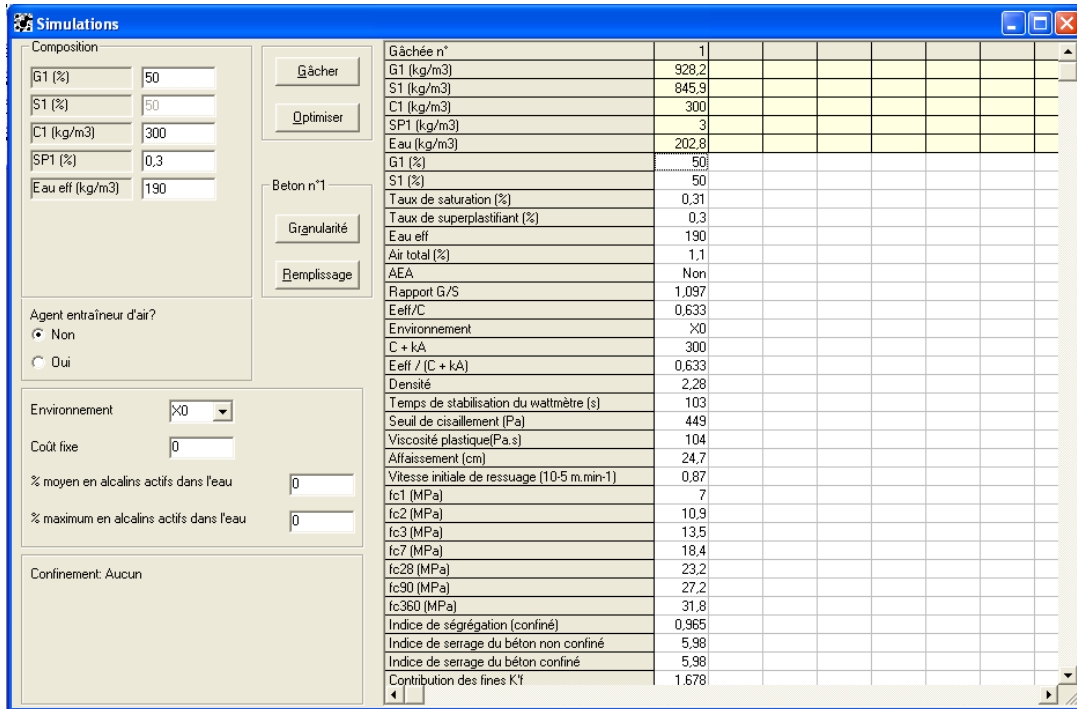 Simulations
Composition
G1 (%) 50
S1 (%) 50
C1 (kg/m3) 300
SP1 (%) 0,3
Eau eff (kg/m3) 190
Gâcher
Optimiser
Beton n°1
Granularité
Remplissage
Agent entraîneur d'air?
Non
Oui
Environnement X0
Coût fixe 0
% moyen en alcalins actifs dans l'eau 0
% maximum en alcalins actifs dans l'eau 0
Confinement: Aucun
Gâchée n° 1
G1 (kg/m3) 928,2
S1 (kg/m3) 845,9
C1 (kg/m3) 300
SP1 (kg/m3) 3
Eau (kg/m3) 202,8
G1 (%) 50
S1 (%) 50
Taux de saturation (%) 0,31
Taux de superplastifiant (%) 0,3
Eau eff 190
Air total (%) 1,1
AEA Non
Rapport G/S 1,097
Eeff/C 0,633
Environnement X0
C + kA 300
Eeff / (C + kA) 0,633
Densité 2,28
Temps de stabilisation du wattmètre (s) 103
Seuil de cisaillement (Pa) 449
Viscosité plastique(Pa.s) 104
Affaissement (cm) 24,7
Vitesse initiale de ressuage (10-5 m.min-1) 0,87
fc1 (MPa) 7
fc2 (MPa) 10,9
fc3 (MPa) 13,5
fc7 (MPa) 18,4
fc28 (MPa) 23,2
fc90 (MPa) 27,2
fc360 (MPa) 31,8
Indice de ségrégation (confiné) 0,965
Indice de serrage du béton non confiné 5,98
Indice de serrage du béton confiné 5,98
Contribution des fines K'f 1,678